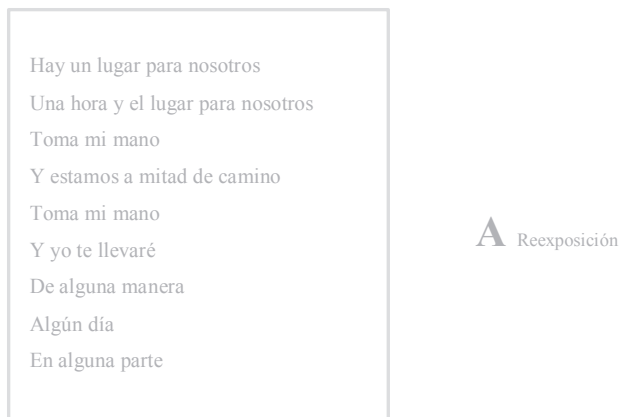 Hay un lugar para nosotros
Una hora y el lugar para nosotros
Toma mi mano
Y estamos a mitad de camino
Toma mi mano
Y yo te llevaré
De alguna manera
Algún día
En alguna parte
A Reexposición